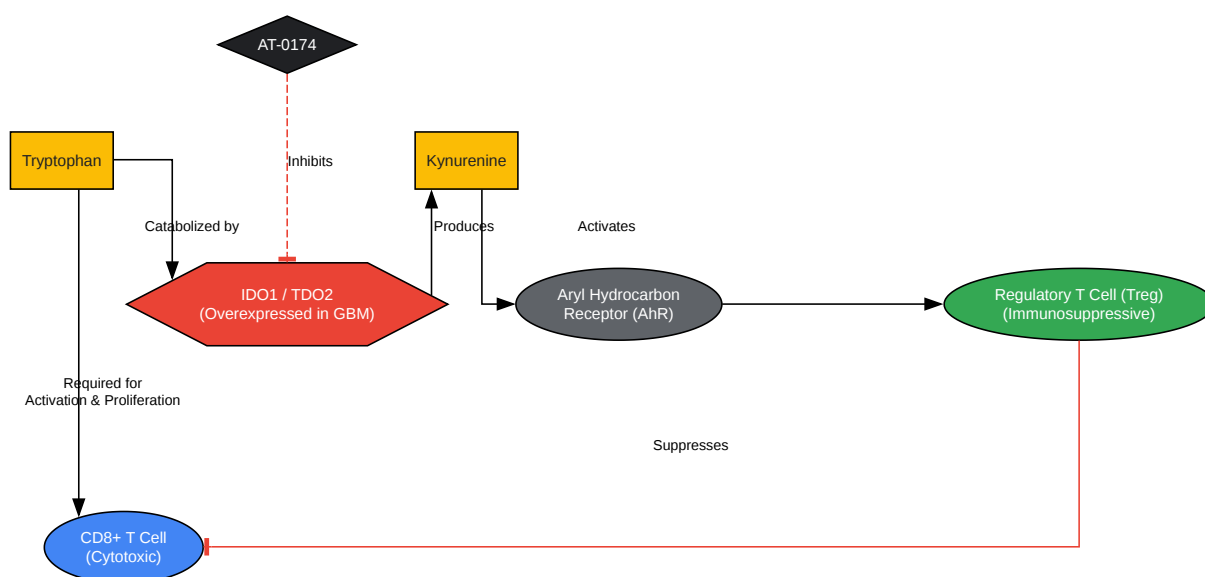 AT-0174
Tryptophan
Inhibits
Kynurenine
Catabolized by
Produces
Activates
IDO1 / TDO2
(Overexpressed in GBM)
Aryl Hydrocarbon
Receptor (AhR)
Regulatory T Cell (Treg)
(Immunosuppressive)
Required for
Activation & Proliferation
Suppresses
CD8+ T Cell
(Cytotoxic)